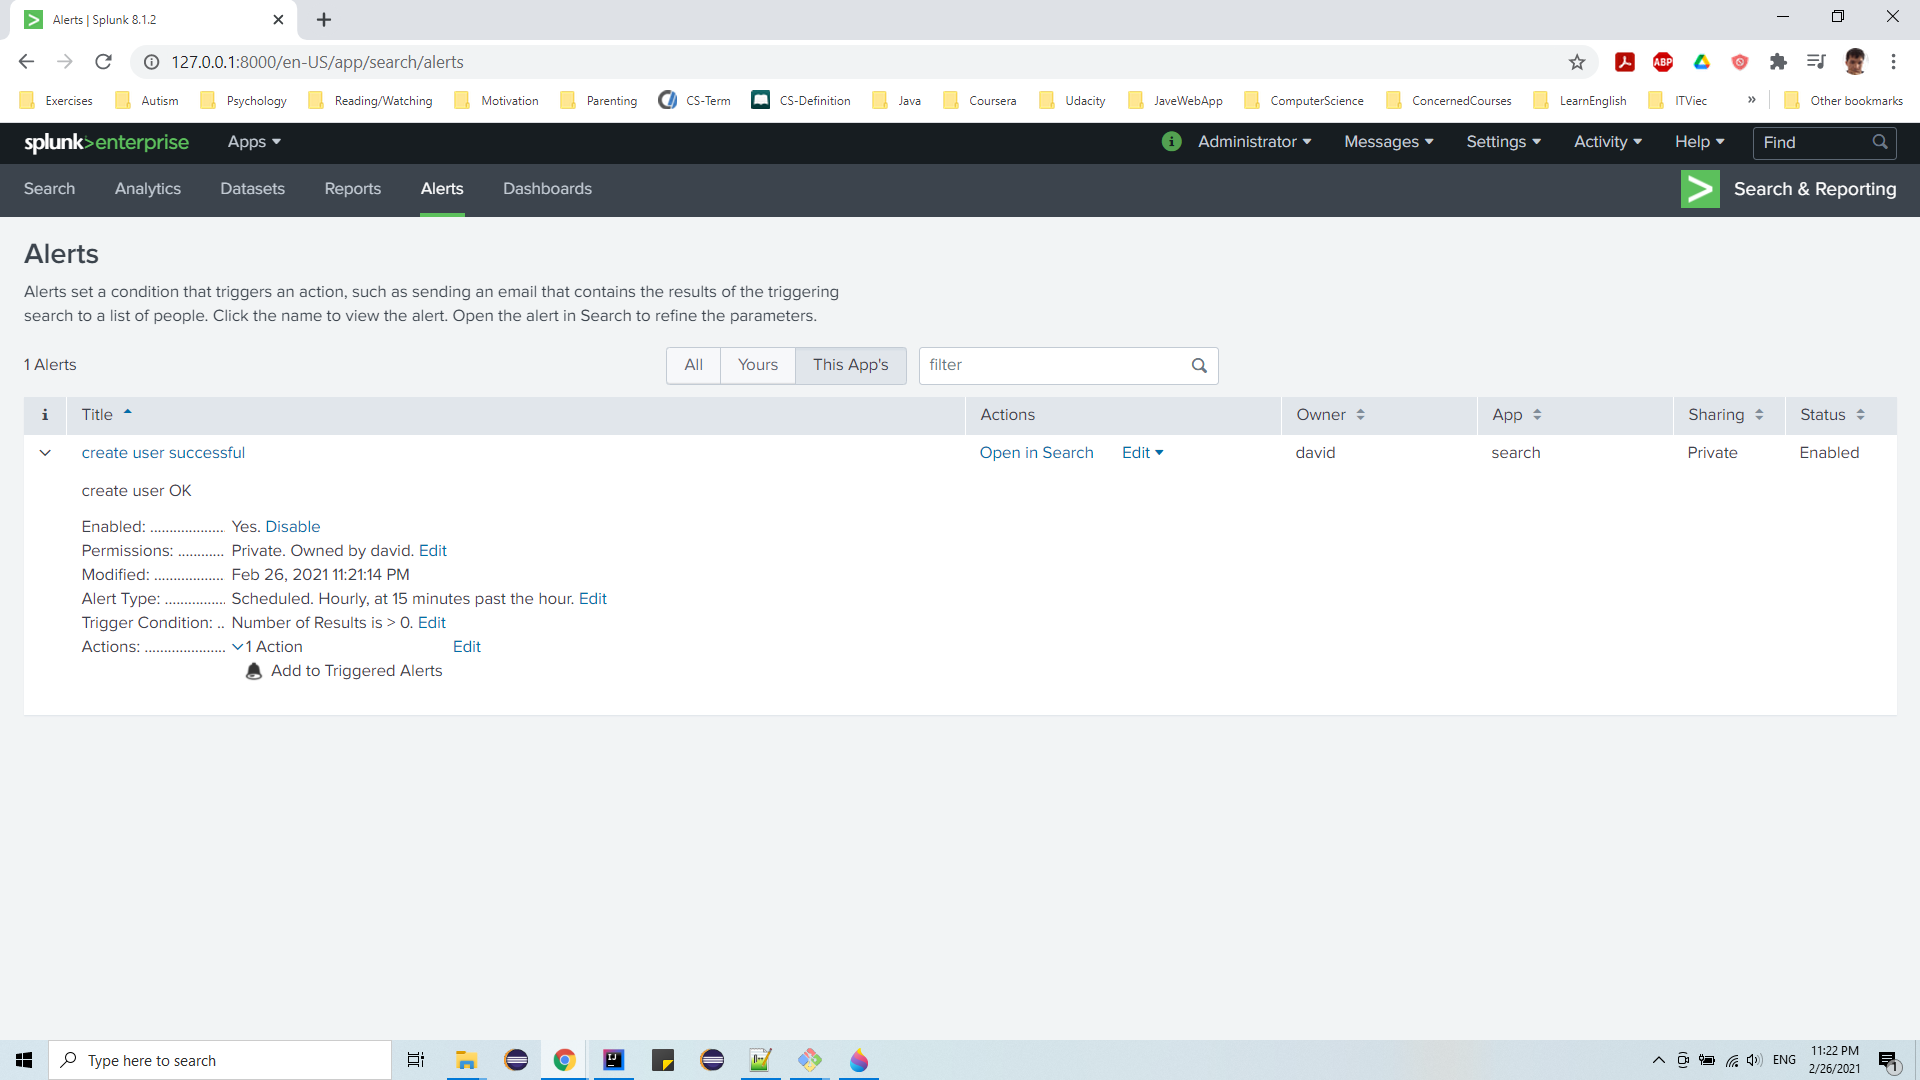 Alerts | Splunk 8.1.2
127.0.0.1:8000/en-US/app/search/alerts
ABP
Exercises Autism Psychology Reading/Watching Motivation Parenting CS-Term CS-Definition Java Coursera Udacity JaveWebApp ComputerScience ConcernedCourses LearnEnglish ITViec » Other bookmarks
splunk>enterprise Apps i Administrator Messages Settings Activity Help Find
Search Analytics Datasets Reports Alerts Dashboards > Search & Reporting
Alerts
Alerts set a condition that triggers an action, such as sending an email that contains the results of the triggering
search to a list of people. Click the name to view the alert. Open the alert in Search to refine the parameters.
1 Alerts All Yours This App's filter
i Title Actions Owner App Sharing Status
create user successful Open in Search Edit david search Private Enabled
create user OK
Enabled: ................... Yes. Disable
Permissions: ............ Private. Owned by david. Edit
Modified: .................. Feb 26, 2021 11:21:14 PM
Alert Type: ................ Scheduled. Hourly, at 15 minutes past the hour. Edit
Trigger Condition: .. Number of Results is > 0. Edit
Actions: ..................... 1 Action Edit
Add to Triggered Alerts
Type here to search IJ ENG 11:22 PM 1
2/26/2021